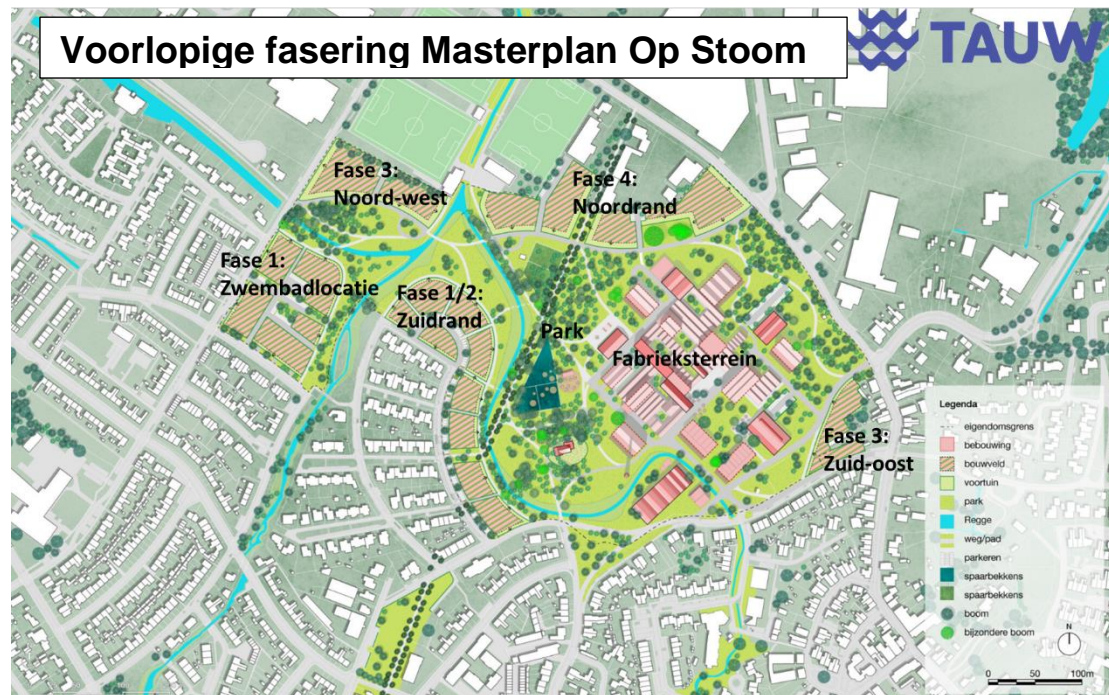 Voorlopige fasering Masterplan Op Stoom
TAUW
Fase 3:
Noord-west
Fase 4:
Noordrand
Fase 1:
Zwembadlocatie
Fase 1/2:
Zuidrand
Park
Fabrieksterrein
Fase 3:
Zuid-oost
Legenda
eigendomsgrens
bebouwing
bouwveld
voortuin
park
Regge
weg/pad
parkeren
spaarbekkens
spaarbekkens
boom
bijzondere boom
N
0 50 100m